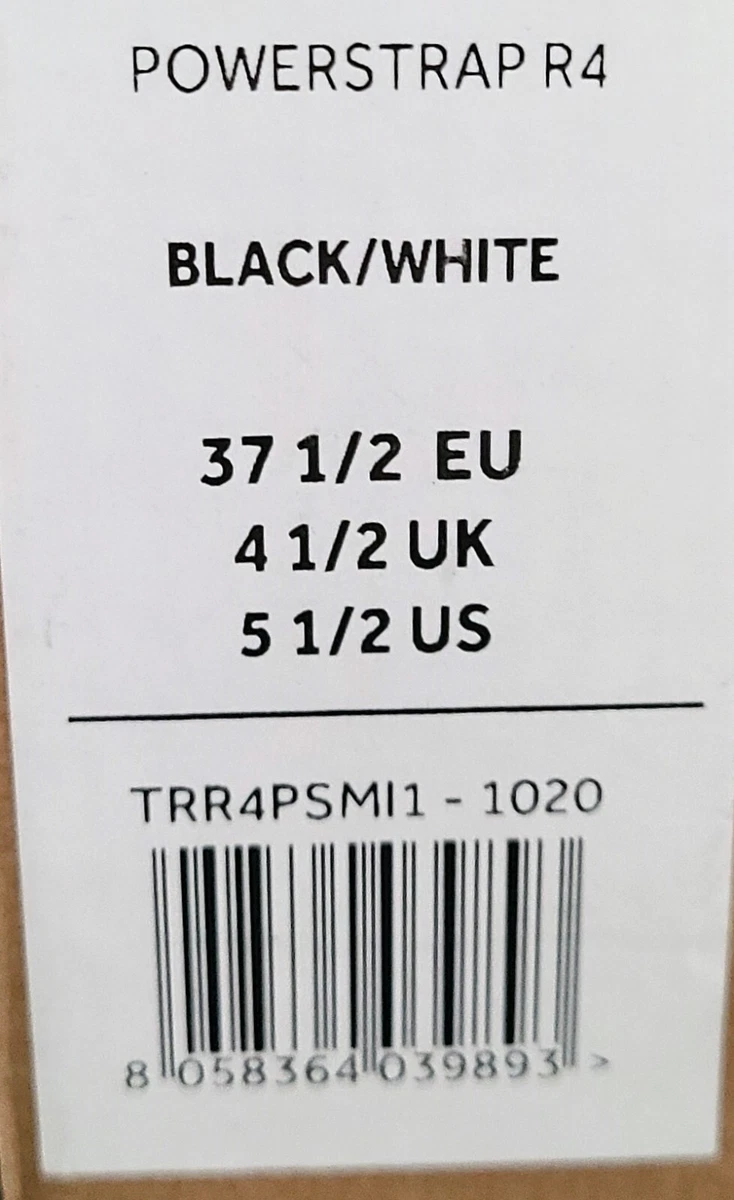 POWERSTRAP R4
BLACK/WHITE
37 1/2 EU
4 1/2 UK
5 1/2 US
TRR4PSMI1 - 1020
8 058364 039893 >